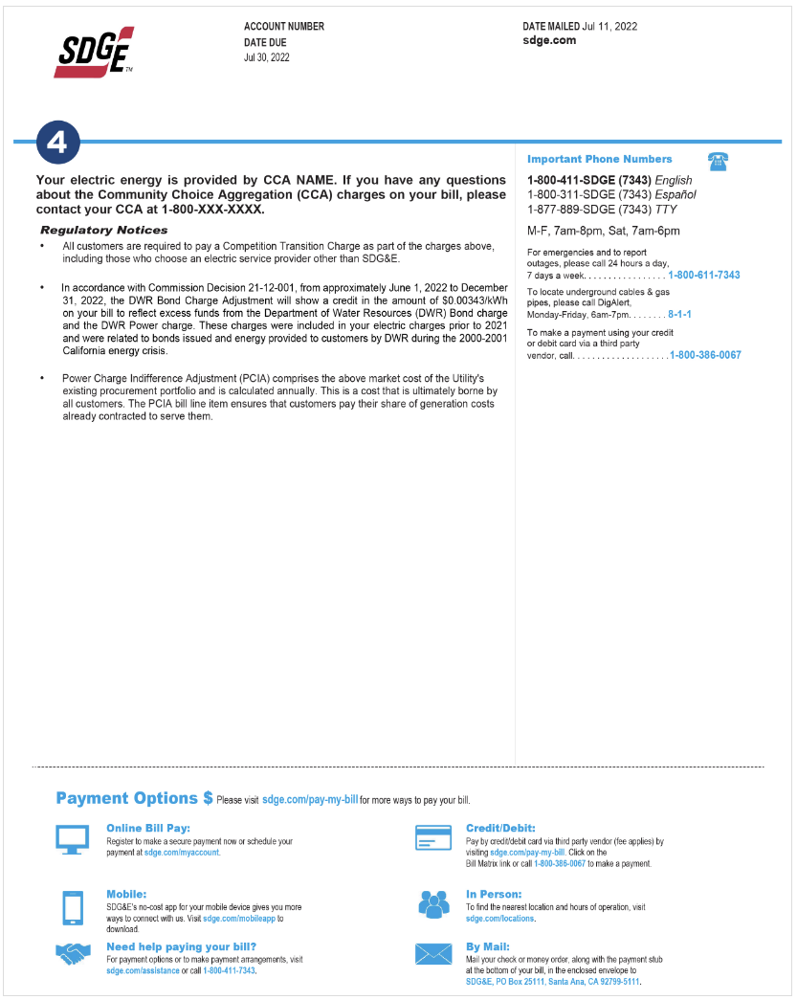 SDGE™
ACCOUNT NUMBER
DATE DUE
Jul 30, 2022
DATE MAILED Jul 11, 2022
sdge.com
4
Your electric energy is provided by CCA NAME. If you have any questions
about the Community Choice Aggregation (CCA) charges on your bill, please
contact your CCA at 1-800-XXX-XXXX.
Regulatory Notices
• All customers are required to pay a Competition Transition Charge as part of the charges above,
including those who choose an electric service provider other than SDG&E.
• In accordance with Commission Decision 21-12-001, from approximately June 1, 2022 to December
31, 2022, the DWR Bond Charge Adjustment will show a credit in the amount of $0.00343/kWh
on your bill to reflect excess funds from the Department of Water Resources (DWR) Bond charge
and the DWR Power charge. These charges were included in your electric charges prior to 2021
and were related to bonds issued and energy provided to customers by DWR during the 2000-2001
California energy crisis.
• Power Charge Indifference Adjustment (PCIA) comprises the above market cost of the Utility's
existing procurement portfolio and is calculated annually. This is a cost that is ultimately borne by
all customers. The PCIA bill line item ensures that customers pay their share of generation costs
already contracted to serve them.
Important Phone Numbers
1-800-411-SDGE (7343) English
1-800-311-SDGE (7343) Español
1-877-889-SDGE (7343) TTY
M-F, 7am-8pm, Sat, 7am-6pm
For emergencies and to report
outages, please call 24 hours a day,
7 days a week. . . . . . . . . . . . . . . . . 1-800-611-7343
To locate underground cables & gas
pipes, please call DigAlert,
Monday-Friday, 6am-7pm. . . . . . . . 8-1-1
To make a payment using your credit
or debit card via a third party
vendor, call. . . . . . . . . . . . . . . . . . . . 1-800-386-0067
Payment Options $ Please visit sdge.com/pay-my-bill for more ways to pay your bill.
Online Bill Pay:
Register to make a secure payment now or schedule your
payment at sdge.com/myaccount.
Mobile:
SDG&E's no-cost app for your mobile device gives you more
ways to connect with us. Visit sdge.com/mobileapp to
download.
Need help paying your bill?
For payment options or to make payment arrangements, visit
sdge.com/assistance or call 1-800-411-7343.
Credit/Debit:
Pay by credit/debit card via third party vendor (fee applies) by
visiting sdge.com/pay-my-bill. Click on the
Bill Matrix link or call 1-800-386-0067 to make a payment.
In Person:
To find the nearest location and hours of operation, visit
sdge.com/locations.
By Mail:
Mail your check or money order, along with the payment stub
at the bottom of your bill, in the enclosed envelope to
SDG&E, PO Box 25111, Santa Ana, CA 92799-5111.